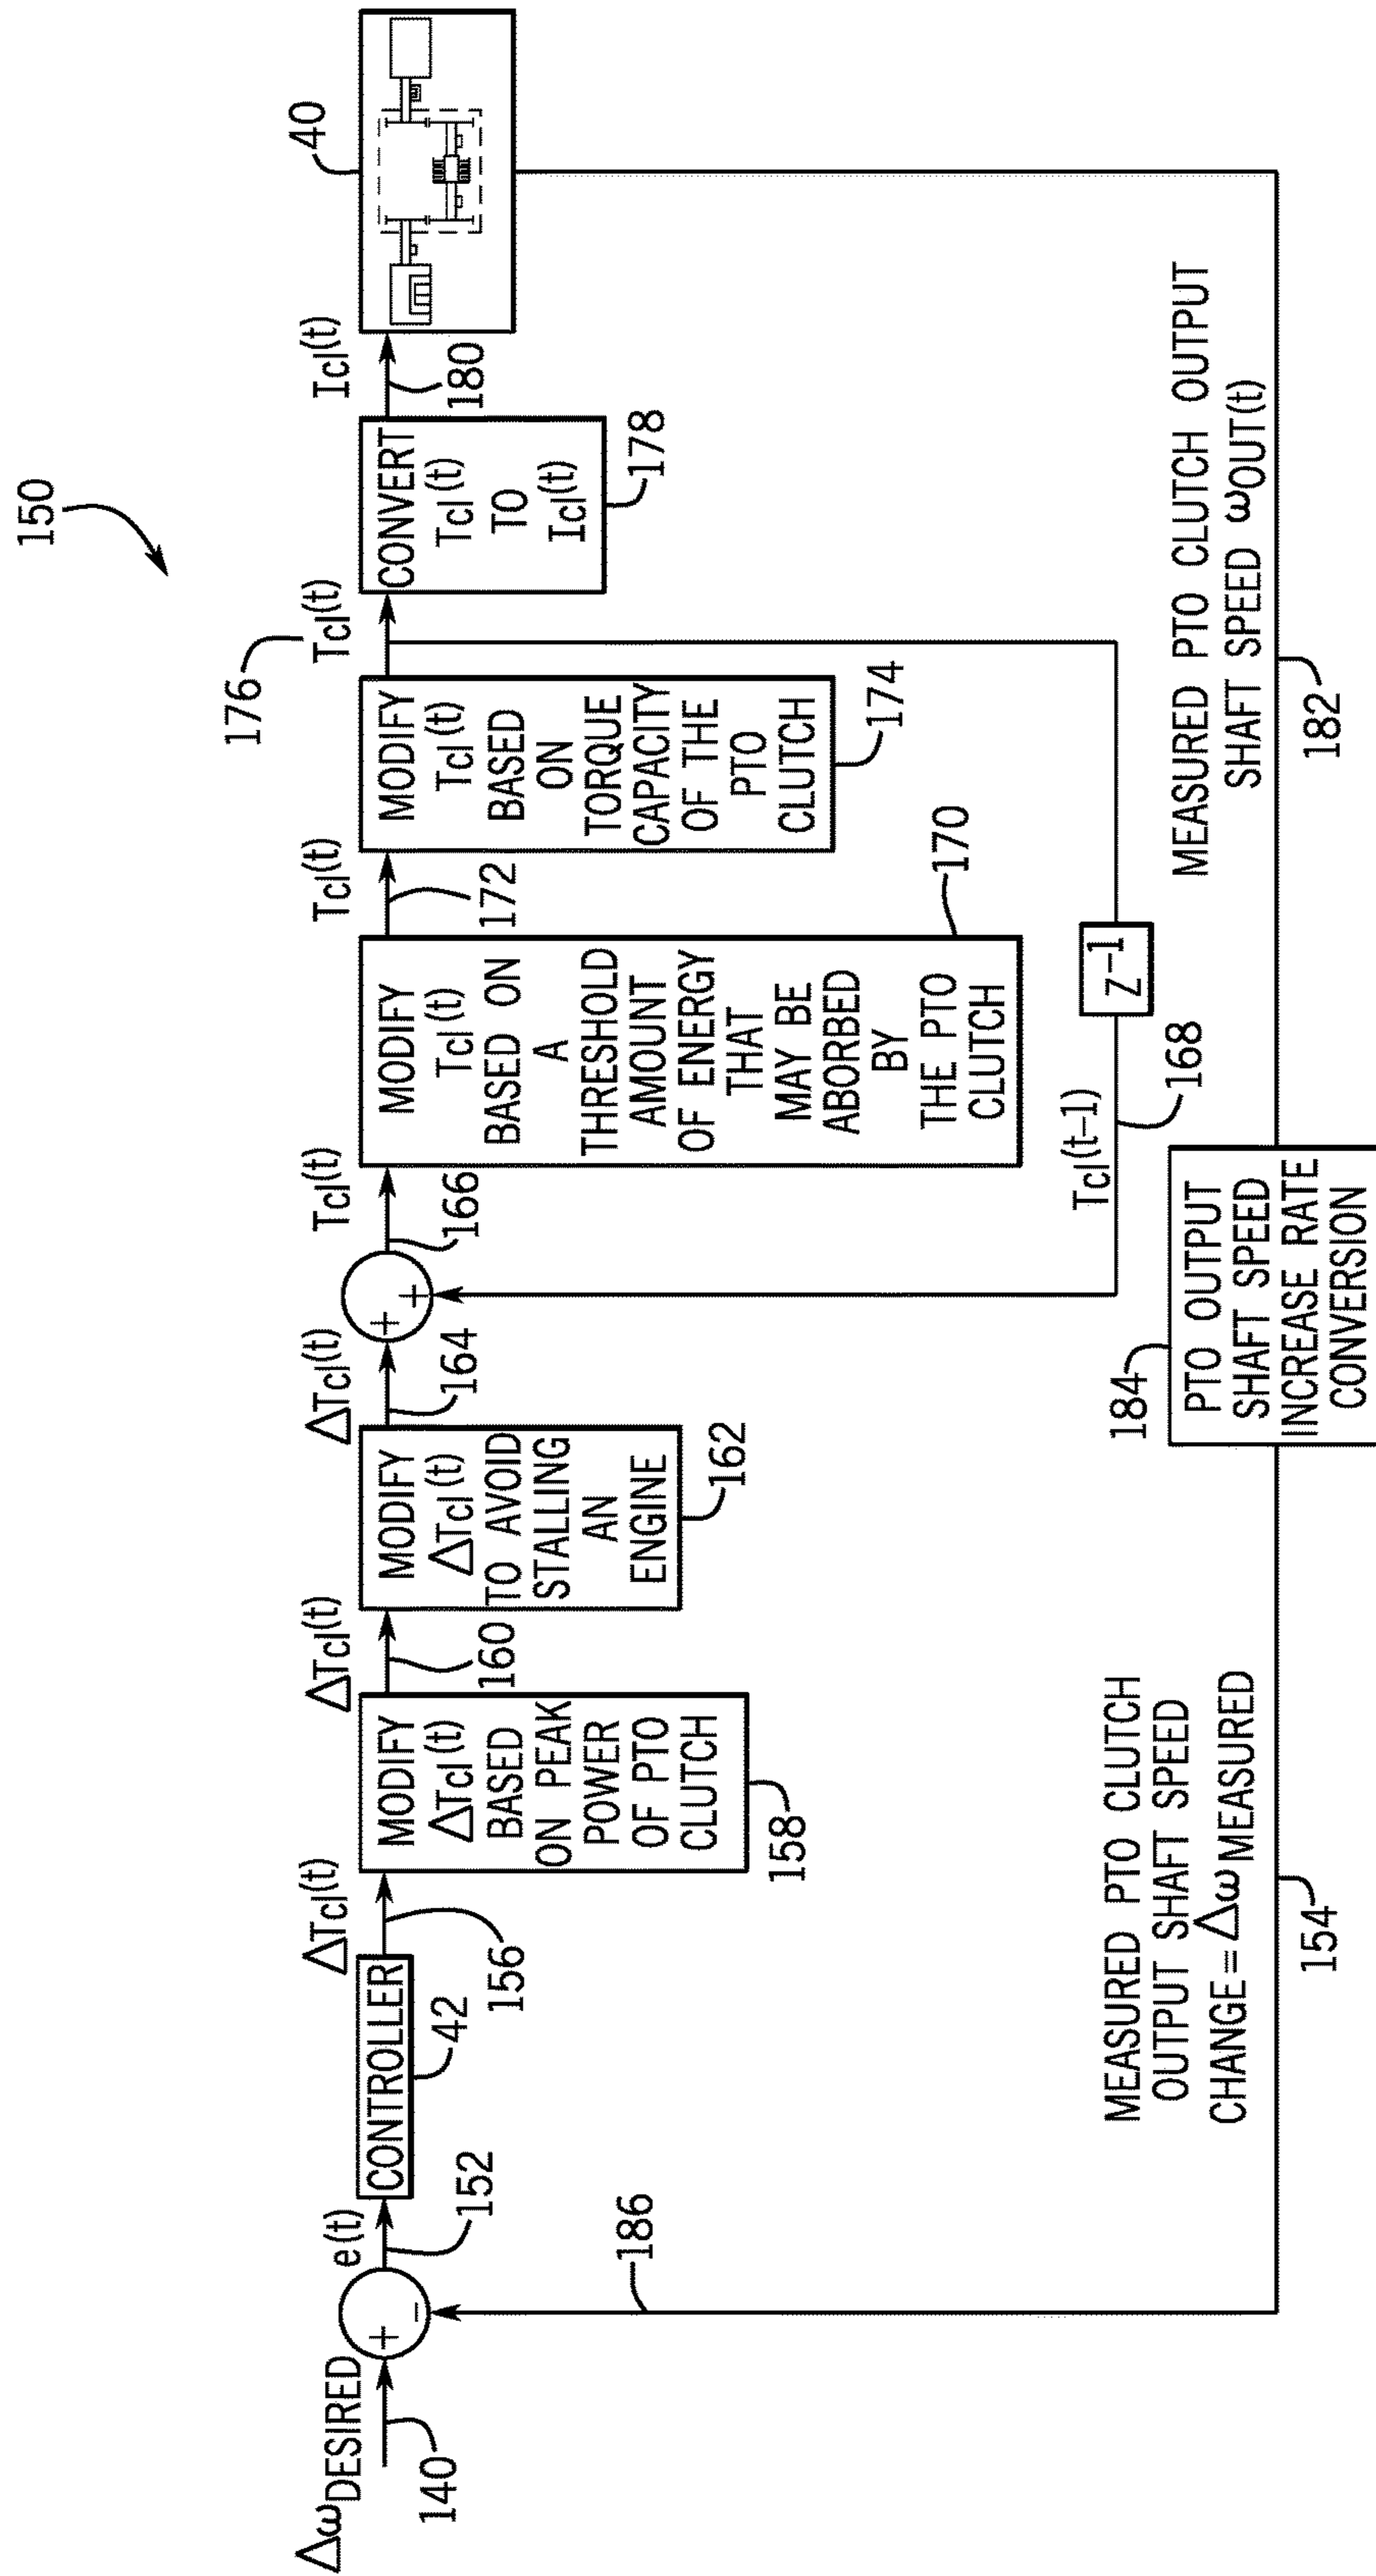 150
ΔωDESIRED
140
+
−
e(t)
152
CONTROLLER
42
ΔTcl(t)
156
MODIFY
ΔTcl(t)
BASED
ON PEAK
POWER
OF PTO
CLUTCH
158
ΔTcl(t)
160
MODIFY
ΔTcl(t)
TO AVOID
STALLING
AN
ENGINE
162
ΔTcl(t)
164
+
+
Tcl(t)
166
MODIFY
Tcl(t)
BASED ON
A
THRESHOLD
AMOUNT
OF ENERGY
THAT
MAY BE
ABORBED
BY
THE PTO
CLUTCH
170
Tcl(t)
172
MODIFY
Tcl(t)
BASED
ON
TORQUE
CAPACITY
OF THE
PTO
CLUTCH
174
176
Tcl(t)
CONVERT
Tcl(t)
TO
Icl(t)
178
Icl(t)
180
40
Tcl(t−1)
168
Z−1
186
MEASURED PTO CLUTCH
OUTPUT SHAFT SPEED
CHANGE=ΔωMEASURED
154
184
PTO OUTPUT
SHAFT SPEED
INCREASE RATE
CONVERSION
MEASURED PTO CLUTCH OUTPUT
SHAFT SPEED ωOUT(t)
182